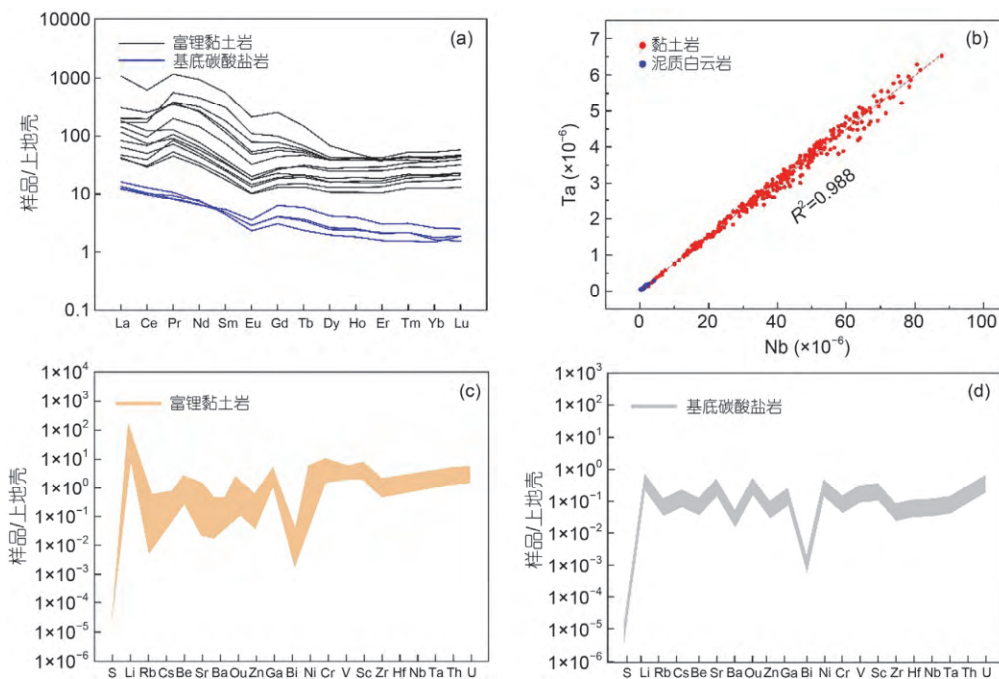 (a)
富锂黏土岩
基底碳酸盐岩
10000
1000
100
10
1
0.1
样品/上地壳
La Ce Pr Nd Sm Eu Gd Tb Dy Ho Er Tm Yb Lu
(b)
黏土岩
泥质白云岩
7
6
5
4
3
2
1
0
Ta (×10⁻⁶)
R²=0.988
0 20 40 60 80 100
Nb (×10⁻⁶)
(c)
富锂黏土岩
1×10⁴
1×10³
1×10²
1×10¹
1×10⁰
1×10⁻¹
1×10⁻²
1×10⁻³
1×10⁻⁴
1×10⁻⁵
1×10⁻⁶
样品/上地壳
S Li Rb Cs Be Sr Ba Ou Zn Ga Bi Ni Cr V Sc Zr Hf Nb Ta Th U
(d)
基底碳酸盐岩
1×10³
1×10²
1×10¹
1×10⁰
1×10⁻¹
1×10⁻²
1×10⁻³
1×10⁻⁴
1×10⁻⁵
1×10⁻⁶
样品/上地壳
S Li Rb Cs Be Sr Ba Ou Zn Ga Bi Ni Cr V Sc Zr Hf Nb Ta Th U